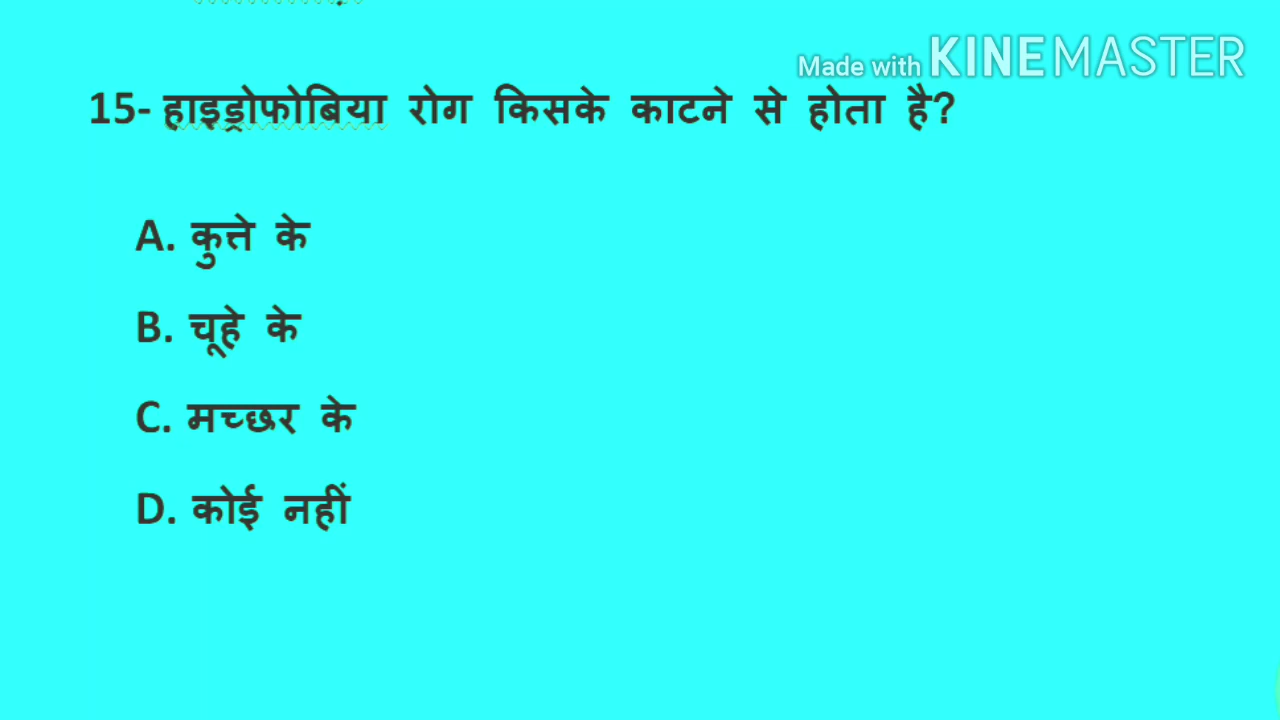 Made with KINEMASTER
15- हाइड्रोफोबिया रोग किसके काटने से होता है?
A. कुत्ते के
B. चूहे के
C. मच्छर के
D. कोई नहीं